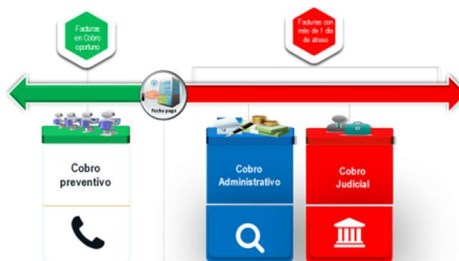 Facturas
en Cobro
oportuno
Facturas con
más de 1 día
de atraso
Fecha pago
Cobro
preventivo
Cobro
Administrativo
Cobro
Judicial